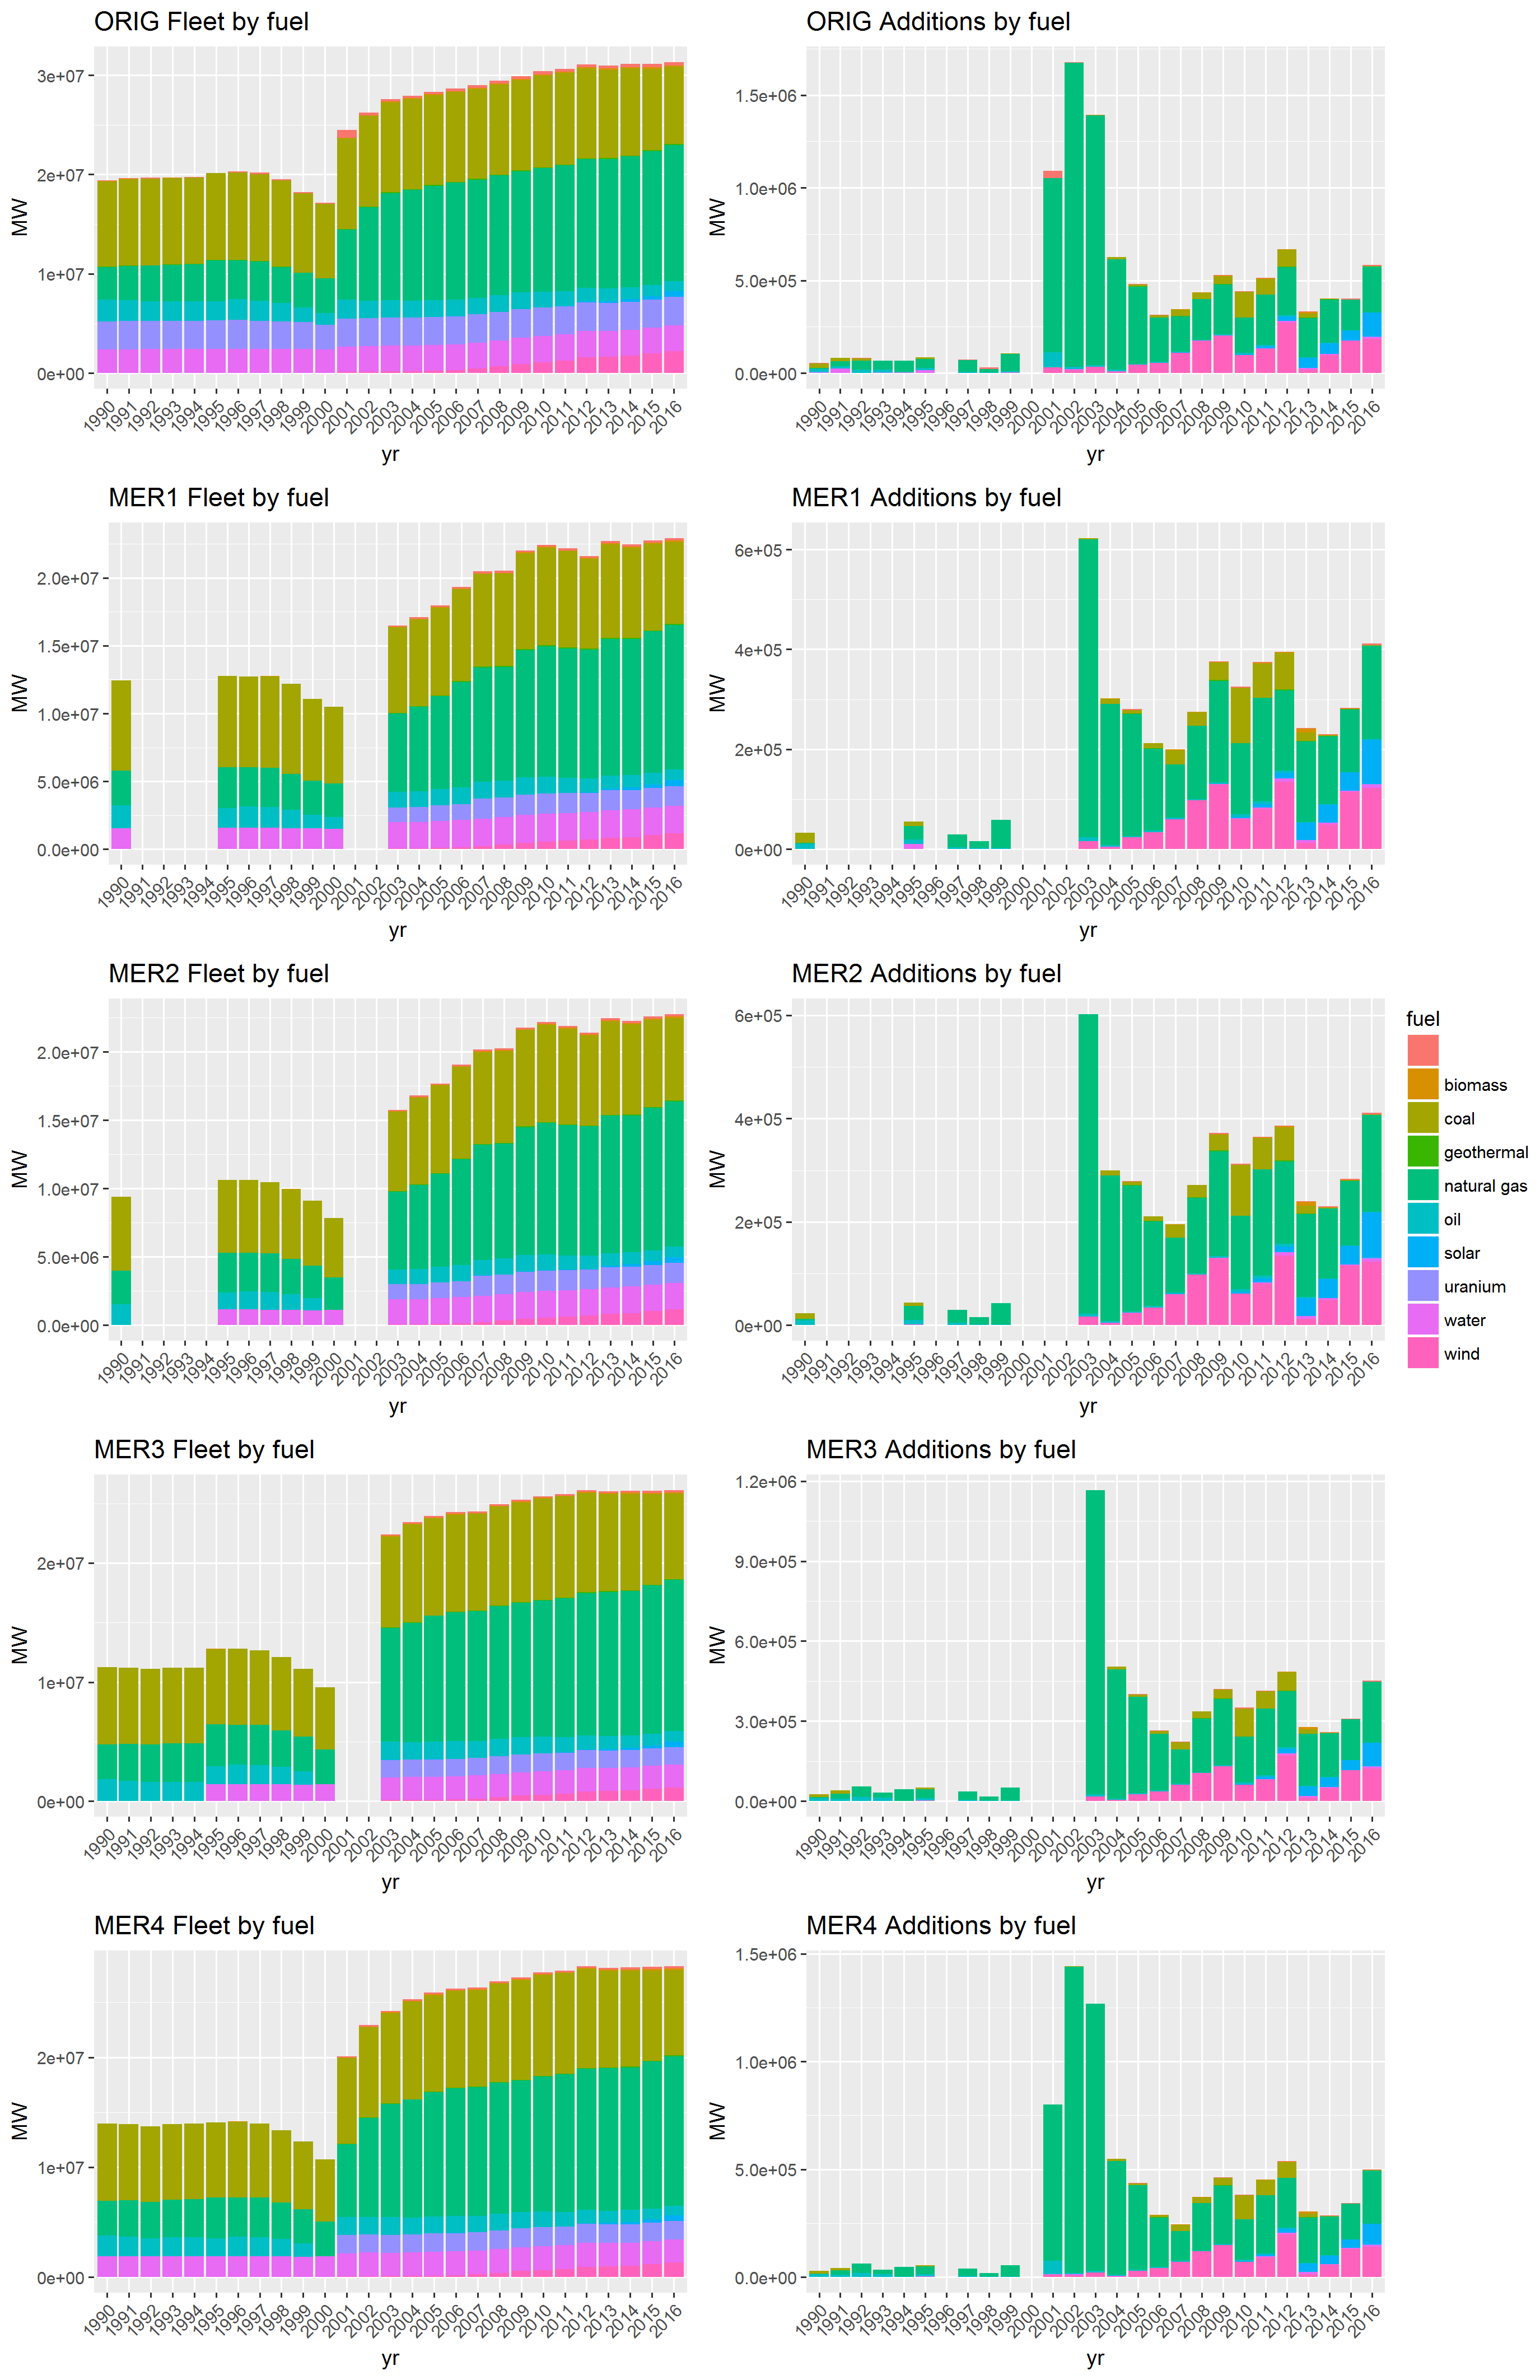 ORIG Fleet by fuel
MW
3e+07
2e+07
1e+07
0e+00
1990 1991 1992 1993 1994 1995 1996 1997 1998 1999 2000 2001 2002 2003 2004 2005 2006 2007 2008 2009 2010 2011 2012 2013 2014 2015 2016
yr
ORIG Additions by fuel
MW
1.5e+06
1.0e+06
5.0e+05
0.0e+00
1990 1991 1992 1993 1994 1995 1996 1997 1998 1999 2000 2001 2002 2003 2004 2005 2006 2007 2008 2009 2010 2011 2012 2013 2014 2015 2016
yr
MER1 Fleet by fuel
MW
2.0e+07
1.5e+07
1.0e+07
5.0e+06
0.0e+00
1990 1991 1992 1993 1994 1995 1996 1997 1998 1999 2000 2001 2002 2003 2004 2005 2006 2007 2008 2009 2010 2011 2012 2013 2014 2015 2016
yr
MER1 Additions by fuel
MW
6e+05
4e+05
2e+05
0e+00
1990 1991 1992 1993 1994 1995 1996 1997 1998 1999 2000 2001 2002 2003 2004 2005 2006 2007 2008 2009 2010 2011 2012 2013 2014 2015 2016
yr
MER2 Fleet by fuel
MW
2.0e+07
1.5e+07
1.0e+07
5.0e+06
0.0e+00
1990 1991 1992 1993 1994 1995 1996 1997 1998 1999 2000 2001 2002 2003 2004 2005 2006 2007 2008 2009 2010 2011 2012 2013 2014 2015 2016
yr
MER2 Additions by fuel
MW
6e+05
4e+05
2e+05
0e+00
1990 1991 1992 1993 1994 1995 1996 1997 1998 1999 2000 2001 2002 2003 2004 2005 2006 2007 2008 2009 2010 2011 2012 2013 2014 2015 2016
yr
fuel
biomass
coal
geothermal
natural gas
oil
solar
uranium
water
wind
MER3 Fleet by fuel
MW
2e+07
1e+07
0e+00
1990 1991 1992 1993 1994 1995 1996 1997 1998 1999 2000 2001 2002 2003 2004 2005 2006 2007 2008 2009 2010 2011 2012 2013 2014 2015 2016
yr
MER3 Additions by fuel
MW
1.2e+06
9.0e+05
6.0e+05
3.0e+05
0.0e+00
1990 1991 1992 1993 1994 1995 1996 1997 1998 1999 2000 2001 2002 2003 2004 2005 2006 2007 2008 2009 2010 2011 2012 2013 2014 2015 2016
yr
MER4 Fleet by fuel
MW
2e+07
1e+07
0e+00
1990 1991 1992 1993 1994 1995 1996 1997 1998 1999 2000 2001 2002 2003 2004 2005 2006 2007 2008 2009 2010 2011 2012 2013 2014 2015 2016
yr
MER4 Additions by fuel
MW
1.5e+06
1.0e+06
5.0e+05
0.0e+00
1990 1991 1992 1993 1994 1995 1996 1997 1998 1999 2000 2001 2002 2003 2004 2005 2006 2007 2008 2009 2010 2011 2012 2013 2014 2015 2016
yr